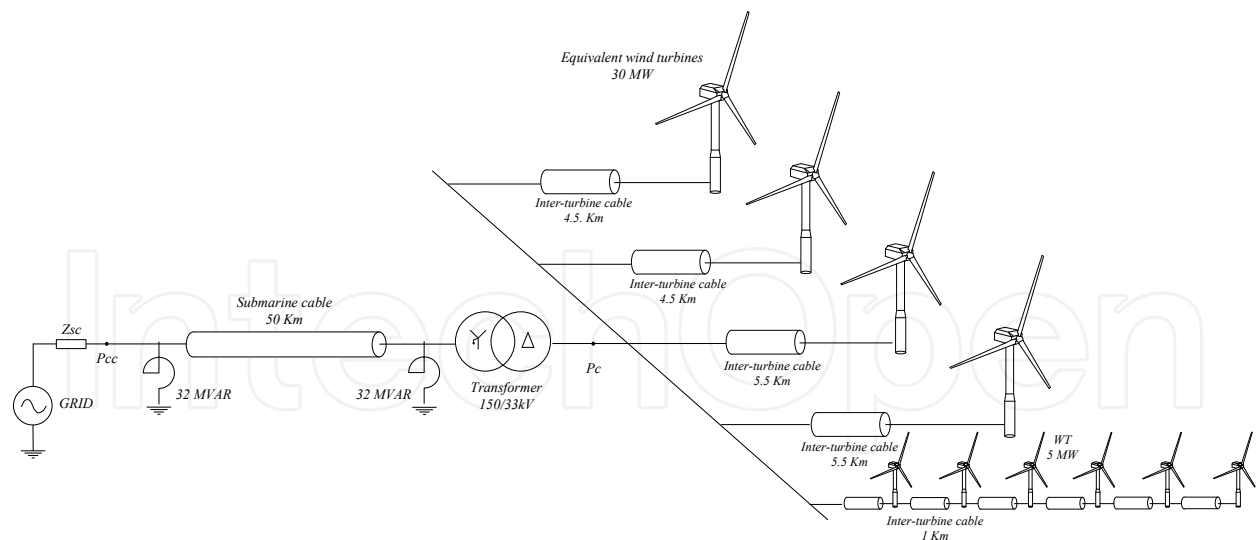 Equivalent wind turbines
30 MW
Inter-turbine cable
4.5. Km
Inter-turbine cable
4.5 Km
Submarine cable
50 Km
Zsc
Pcc
Pc
Inter-turbine cable
5.5 Km
32 MVAR
32 MVAR
Transformer
150/33kV
GRID
Inter-turbine cable
5.5 Km
WT
5 MW
Inter-turbine cable
1 Km
IntechOpen